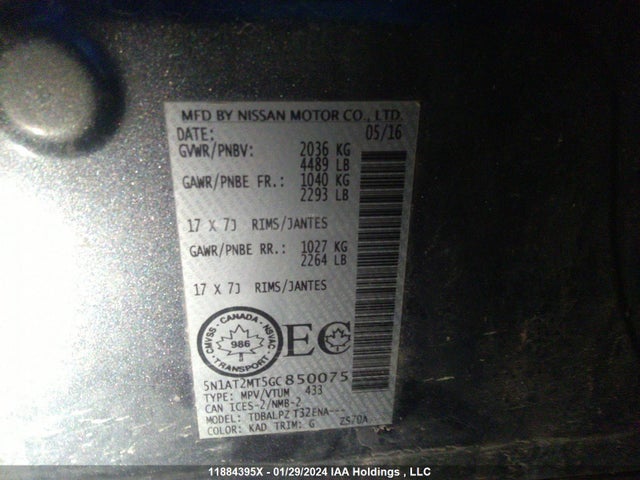 MFD BY NISSAN MOTOR CO., LTD.
DATE: 05/16
GVWR/PNBV: 2036 KG
4489 LB
GAWR/PNBE FR.: 1040 KG
2293 LB
17 X 7J RIMS/JANTES
GAWR/PNBE RR.: 1027 KG
2264 LB
17 X 7J RIMS/JANTES
CANADA
CMVSS - NSVAC
986
TRANSPORT
EC
5N1AT2MT5GC850075
TYPE: MPV/VTUM 433
CAN ICES-2/NMB-2
MODEL: TDBALPZ T32ENA---
COLOR: KAD TRIM: G
11884395X - 01/29/2024 IAA Holdings , LLC